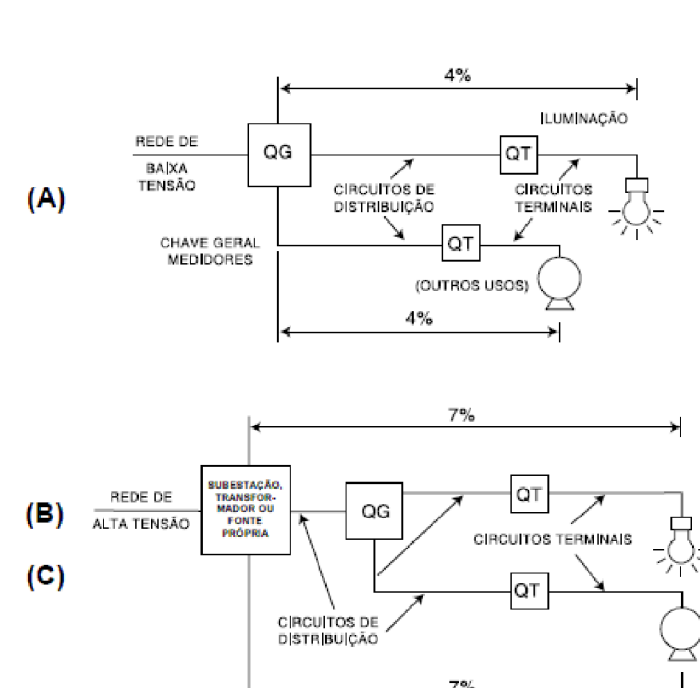 4%
ILUMINAÇÃO
REDE DE
BAIXA
TENSÃO
QG
QT
(A)
CIRCUITOS DE
DISTRIBUIÇÃO
CIRCUITOS
TERMINAIS
CHAVE GERAL
MEDIDORES
QT
(OUTROS USOS)
4%
7%
SUBESTAÇÃO,
TRANSFOR-
MADOR OU
FONTE
PRÓPRIA
REDE DE
ALTA TENSÃO
(B)
QG
QT
CIRCUITOS TERMINAIS
(C)
QT
CIRCUITOS DE
DISTRIBUIÇÃO
7%